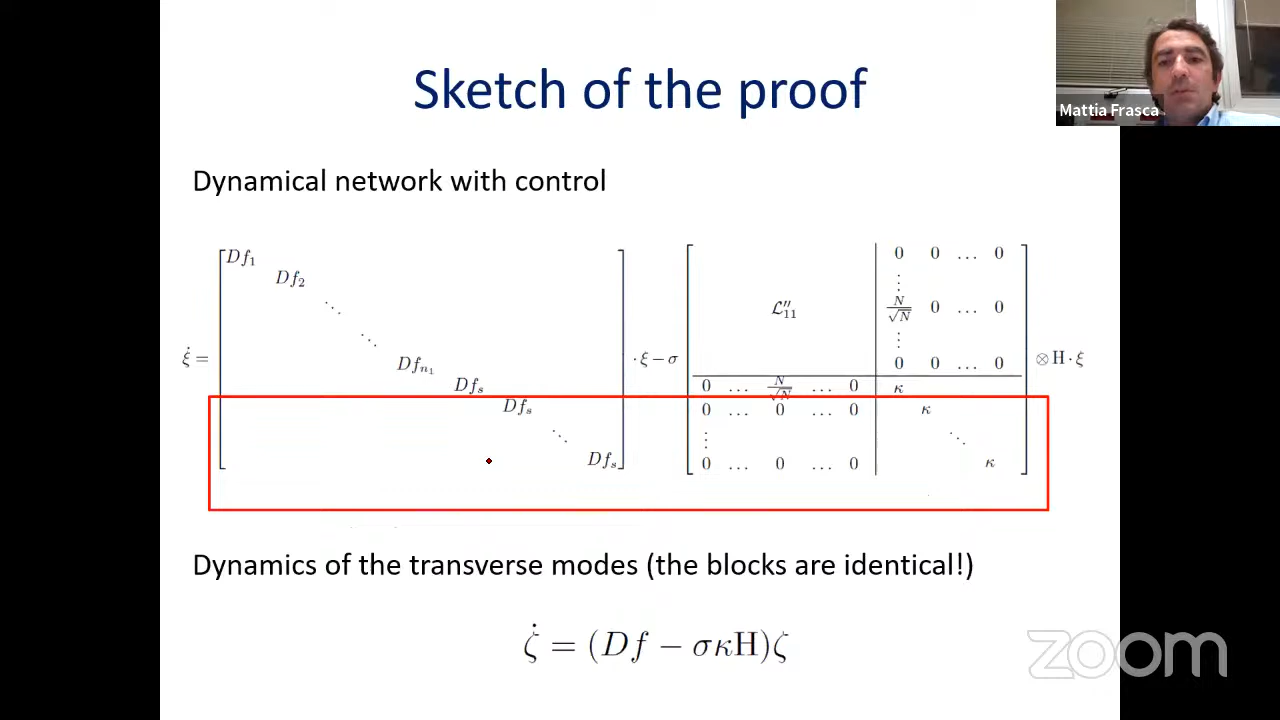 Sketch of the proof
Mattia Frasca
Dynamical network with control
ξ̇ = [ Df₁ Df₂ ⋱ ⋱ Df_{n₁} Df_s Df_s ⋱ Df_s ] · ξ − σ [ 𝓛″₁₁ ] ⊗ H · ξ
0 0 … 0
⋮
N/√N 0 … 0
⋮
0 0 … 0
0 … N/√N … 0 κ
0 … 0 … 0 κ
⋮ ⋱
0 … 0 … 0 κ
Dynamics of the transverse modes (the blocks are identical!)
ζ̇ = (Df − σκH)ζ
zoom